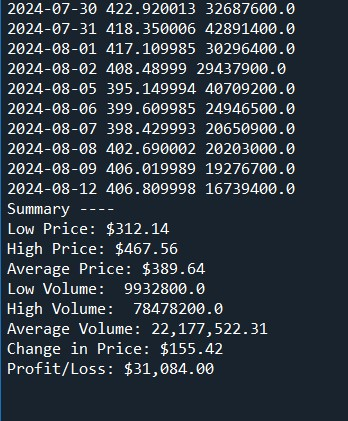 2024-07-30 422.920013 32687600.0
2024-07-31 418.350006 42891400.0
2024-08-01 417.109985 30296400.0
2024-08-02 408.48999 29437900.0
2024-08-05 395.149994 40709200.0
2024-08-06 399.609985 24946500.0
2024-08-07 398.429993 20650900.0
2024-08-08 402.690002 20203000.0
2024-08-09 406.019989 19276700.0
2024-08-12 406.809998 16739400.0
Summary ----
Low Price: $312.14
High Price: $467.56
Average Price: $389.64
Low Volume:  9932800.0
High Volume:  78478200.0
Average Volume: 22,177,522.31
Change in Price: $155.42
Profit/Loss: $31,084.00